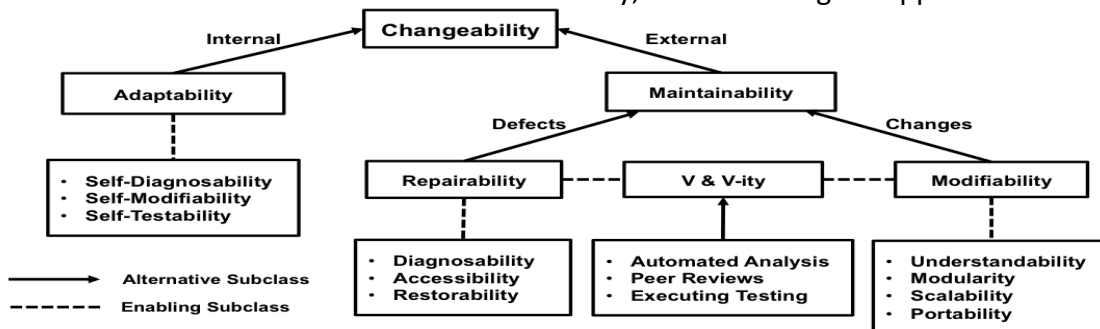 Changeability
Internal
External
Adaptability
Maintainability
Defects
Changes
• Self-Diagnosability
• Self-Modifiability
• Self-Testability
Repairability
V & V-ity
Modifiability
• Diagnosability
• Accessibility
• Restorability
• Automated Analysis
• Peer Reviews
• Executing Testing
• Understandability
• Modularity
• Scalability
• Portability
Alternative Subclass
Enabling Subclass